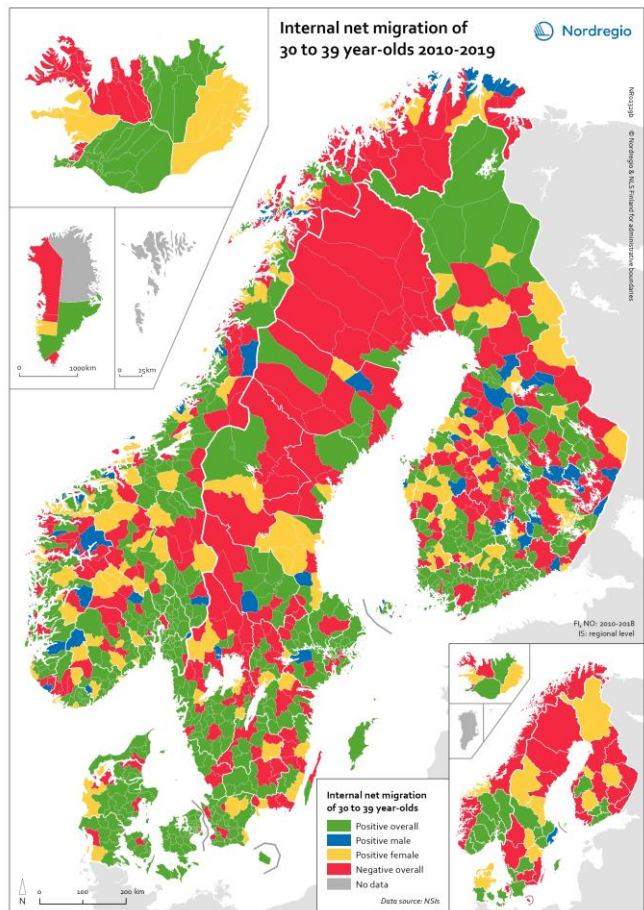 Internal net migration of
30 to 39 year-olds 2010-2019
Nordregio
NR01329b © Nordregio & NLS Finland for administrative boundaries
0 1000km
0 25km
FI, NO: 2010-2018
IS: regional level
Internal net migration
of 30 to 39 year-olds
Positive overall
Positive male
Positive female
Negative overall
No data
Data source: NSIs
N
0 100 200 km